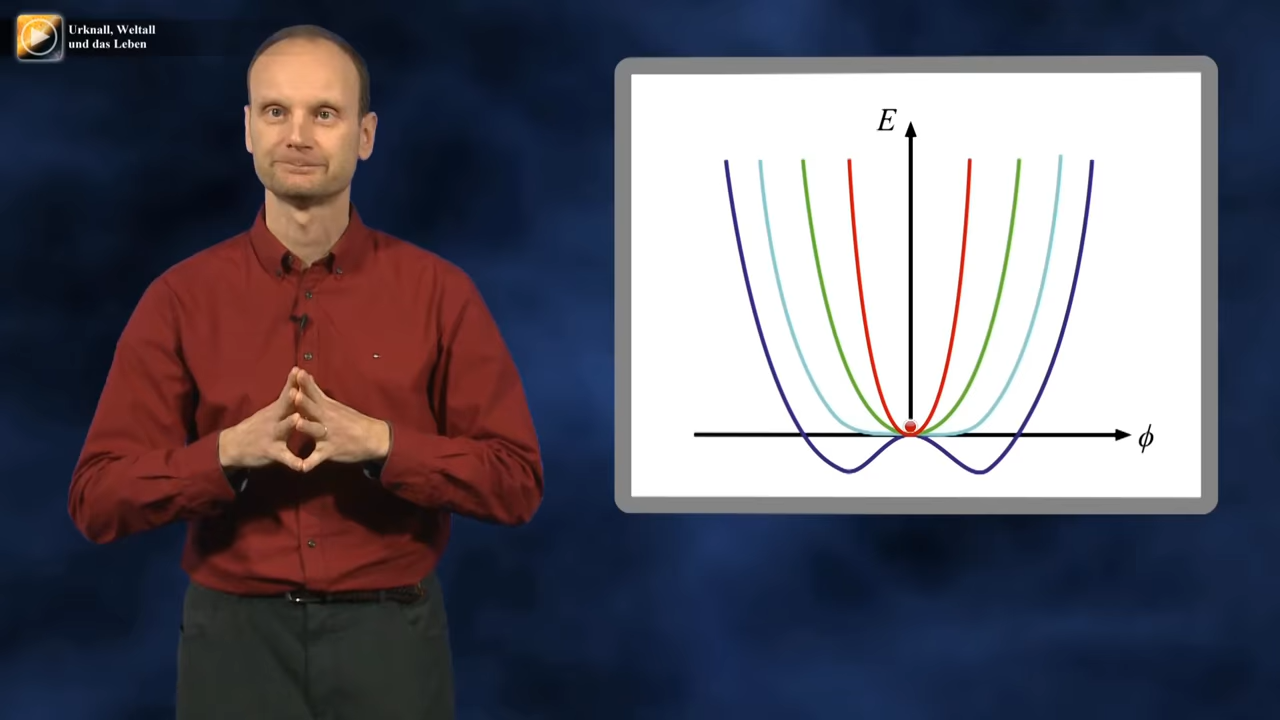 Urknall, Weltall
und das Leben
E
ϕ